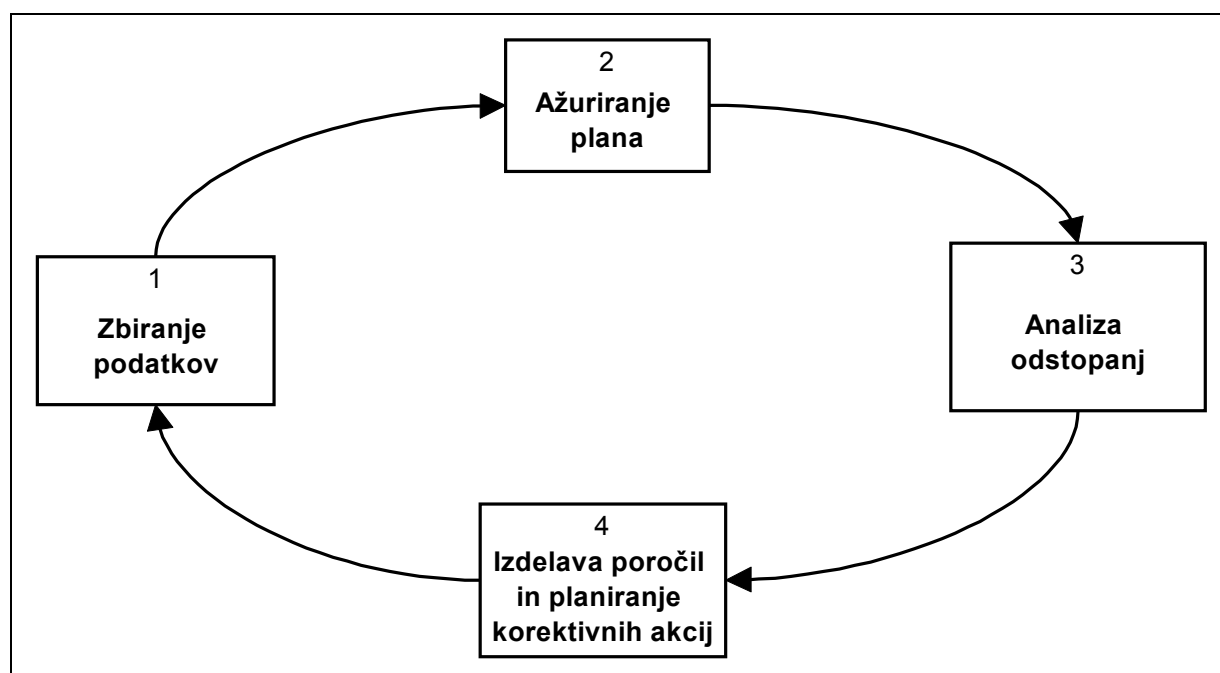 2
Ažuriranje
plana
1
Zbiranje
podatkov
3
Analiza
odstopanj
4
Izdelava poročil
in planiranje
korektivnih akcij